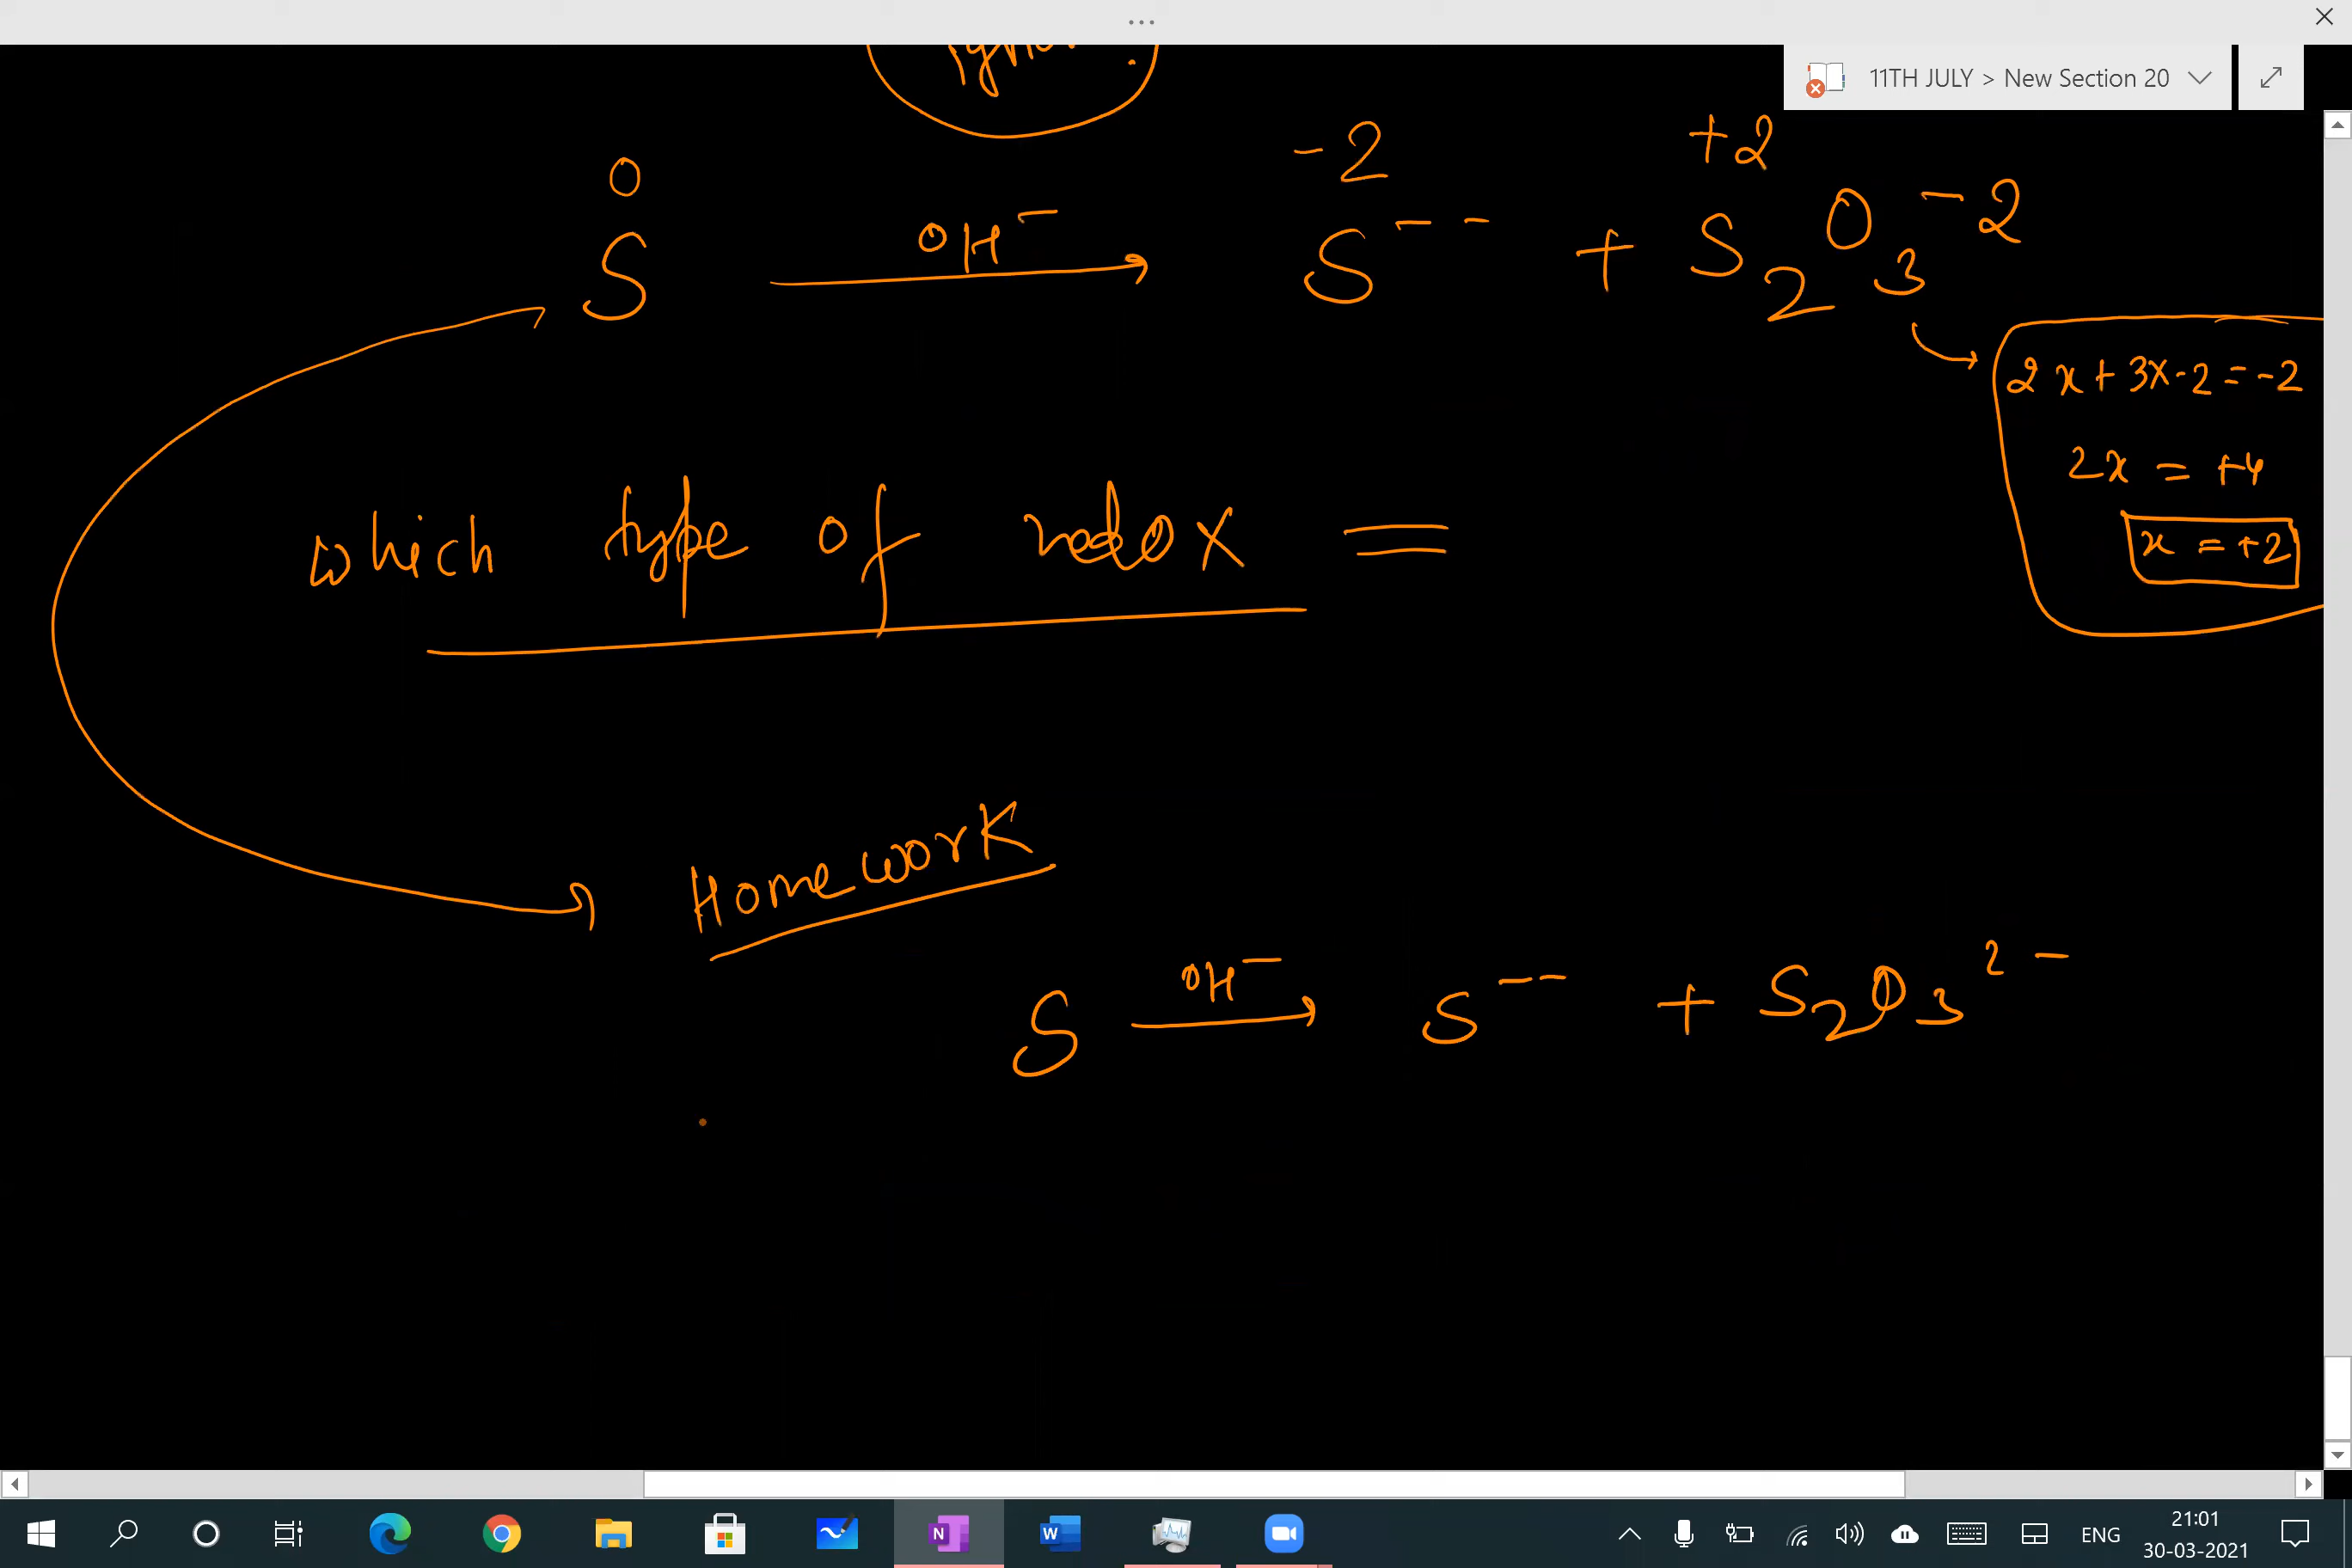 ...
11TH JULY > New Section 20
0 -2 +2
S OH⁻ → S⁻⁻ + S₂O₃⁻²
2x + 3x-2 = -2
2x = +4
x = +2
which type of redox =
Homework
S OH⁻ → S⁻⁻ + S₂O₃²⁻
N W ENG 21:01
30-03-2021